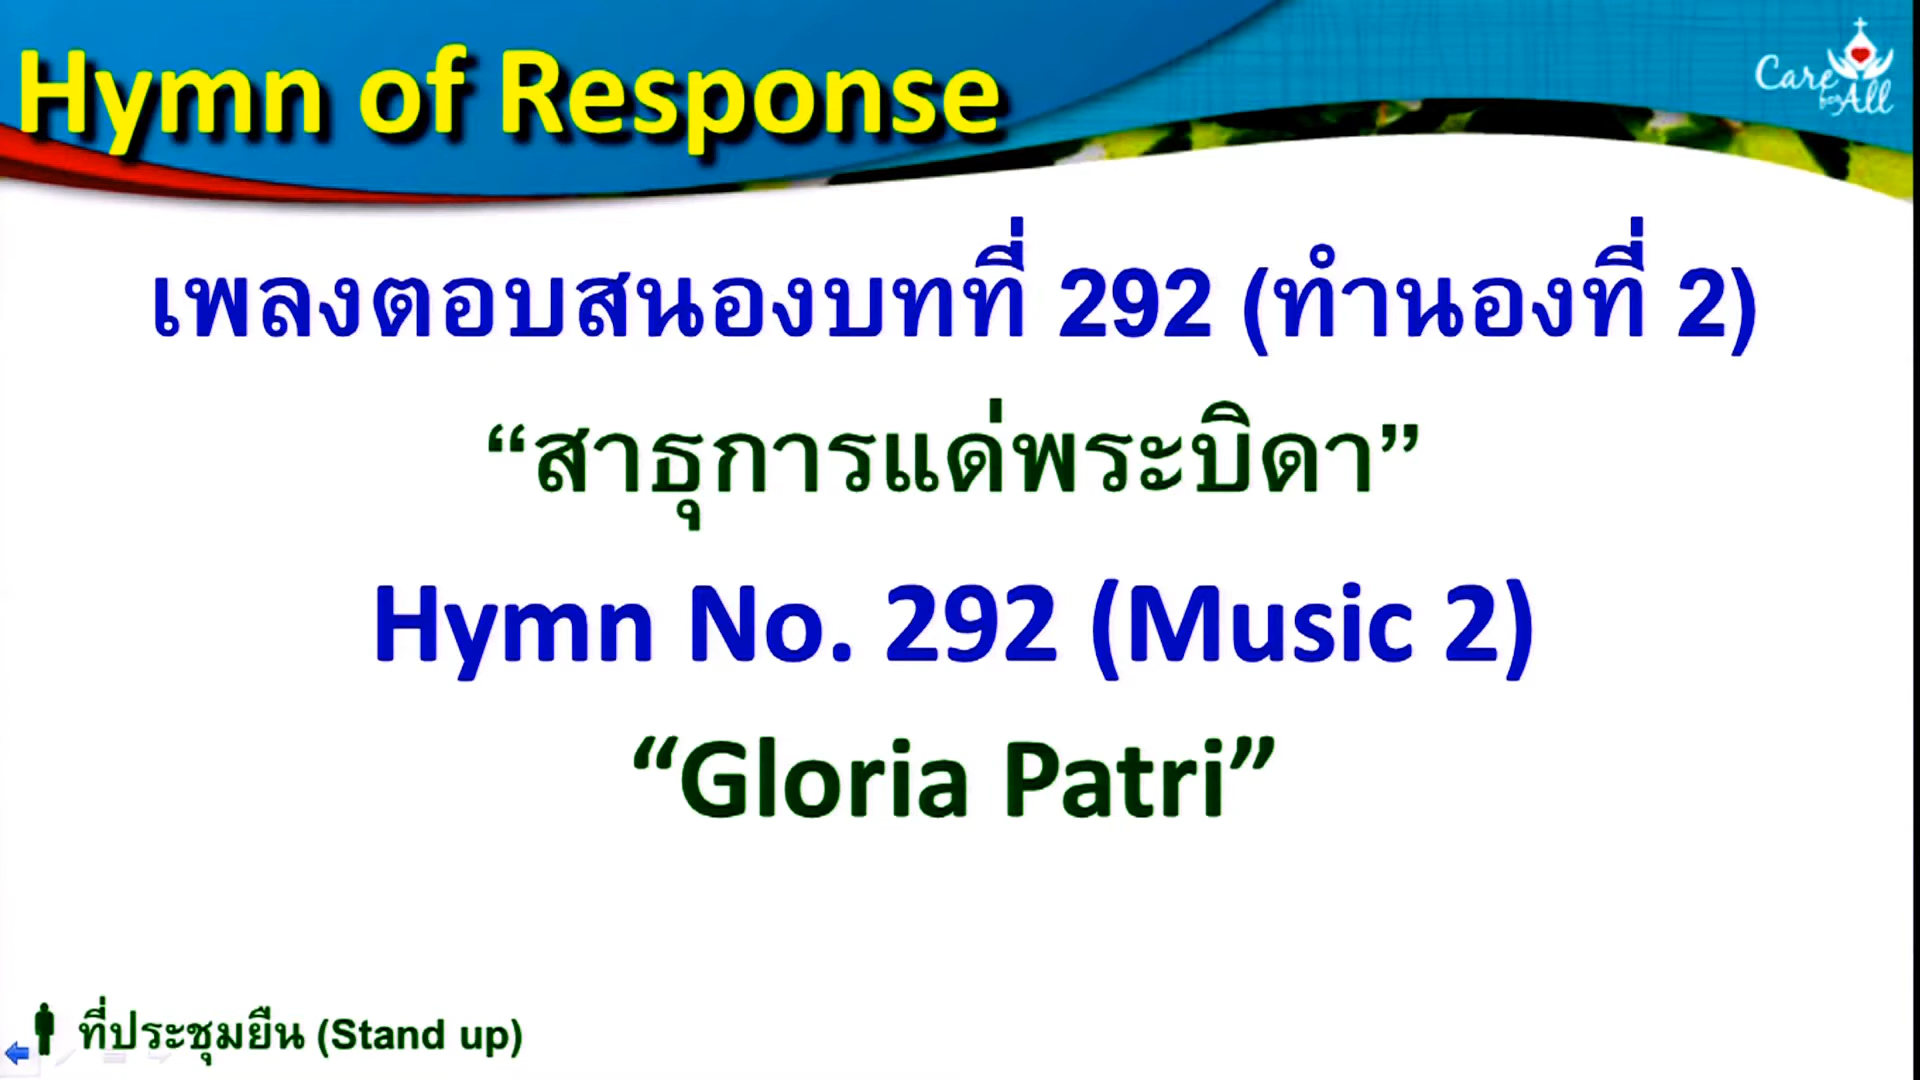 Hymn of Response
Care
for All
เพลงตอบสนองบทที่ 292 (ทำนองที่ 2)
“สาธุการแด่พระบิดา”
Hymn No. 292 (Music 2)
“Gloria Patri”
ที่ประชุมยืน (Stand up)